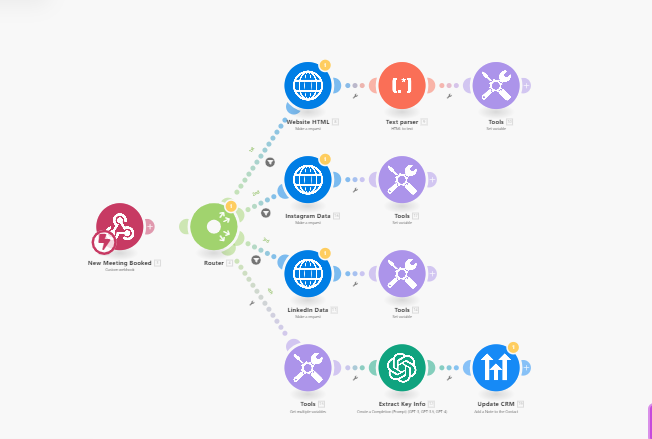 Website HTML
Make a request
Text parser
HTML to text
Tools
Set variable
Instagram Data
Make a request
Tools
Set variable
New Meeting Booked
Custom webhook
Router
LinkedIn Data
Make a request
Tools
Set variable
Tools
Get multiple variables
Extract Key Info
Create a Completion (Prompt) (GPT-3, GPT-3.5, GPT-4,
Update CRM
Add a Note to the Contact